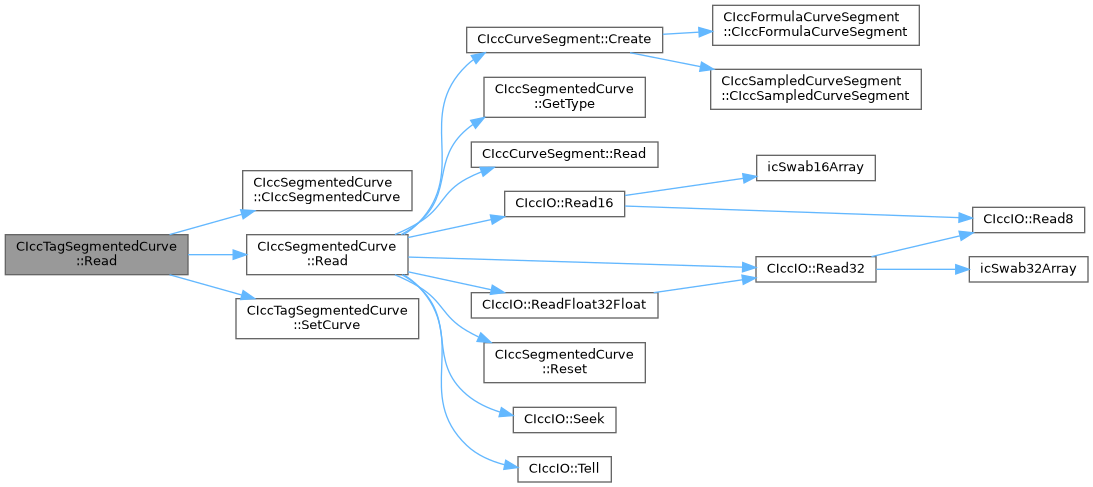 CIccTagSegmentedCurve
::Read
CIccSegmentedCurve
::CIccSegmentedCurve
CIccSegmentedCurve
::Read
CIccTagSegmentedCurve
::SetCurve
CIccCurveSegment::Create
CIccSegmentedCurve
::GetType
CIccCurveSegment::Read
CIccIO::Read16
CIccIO::ReadFloat32Float
CIccSegmentedCurve
::Reset
CIccIO::Seek
CIccIO::Tell
CIccFormulaCurveSegment
::CIccFormulaCurveSegment
CIccSampledCurveSegment
::CIccSampledCurveSegment
icSwab16Array
CIccIO::Read32
CIccIO::Read8
icSwab32Array